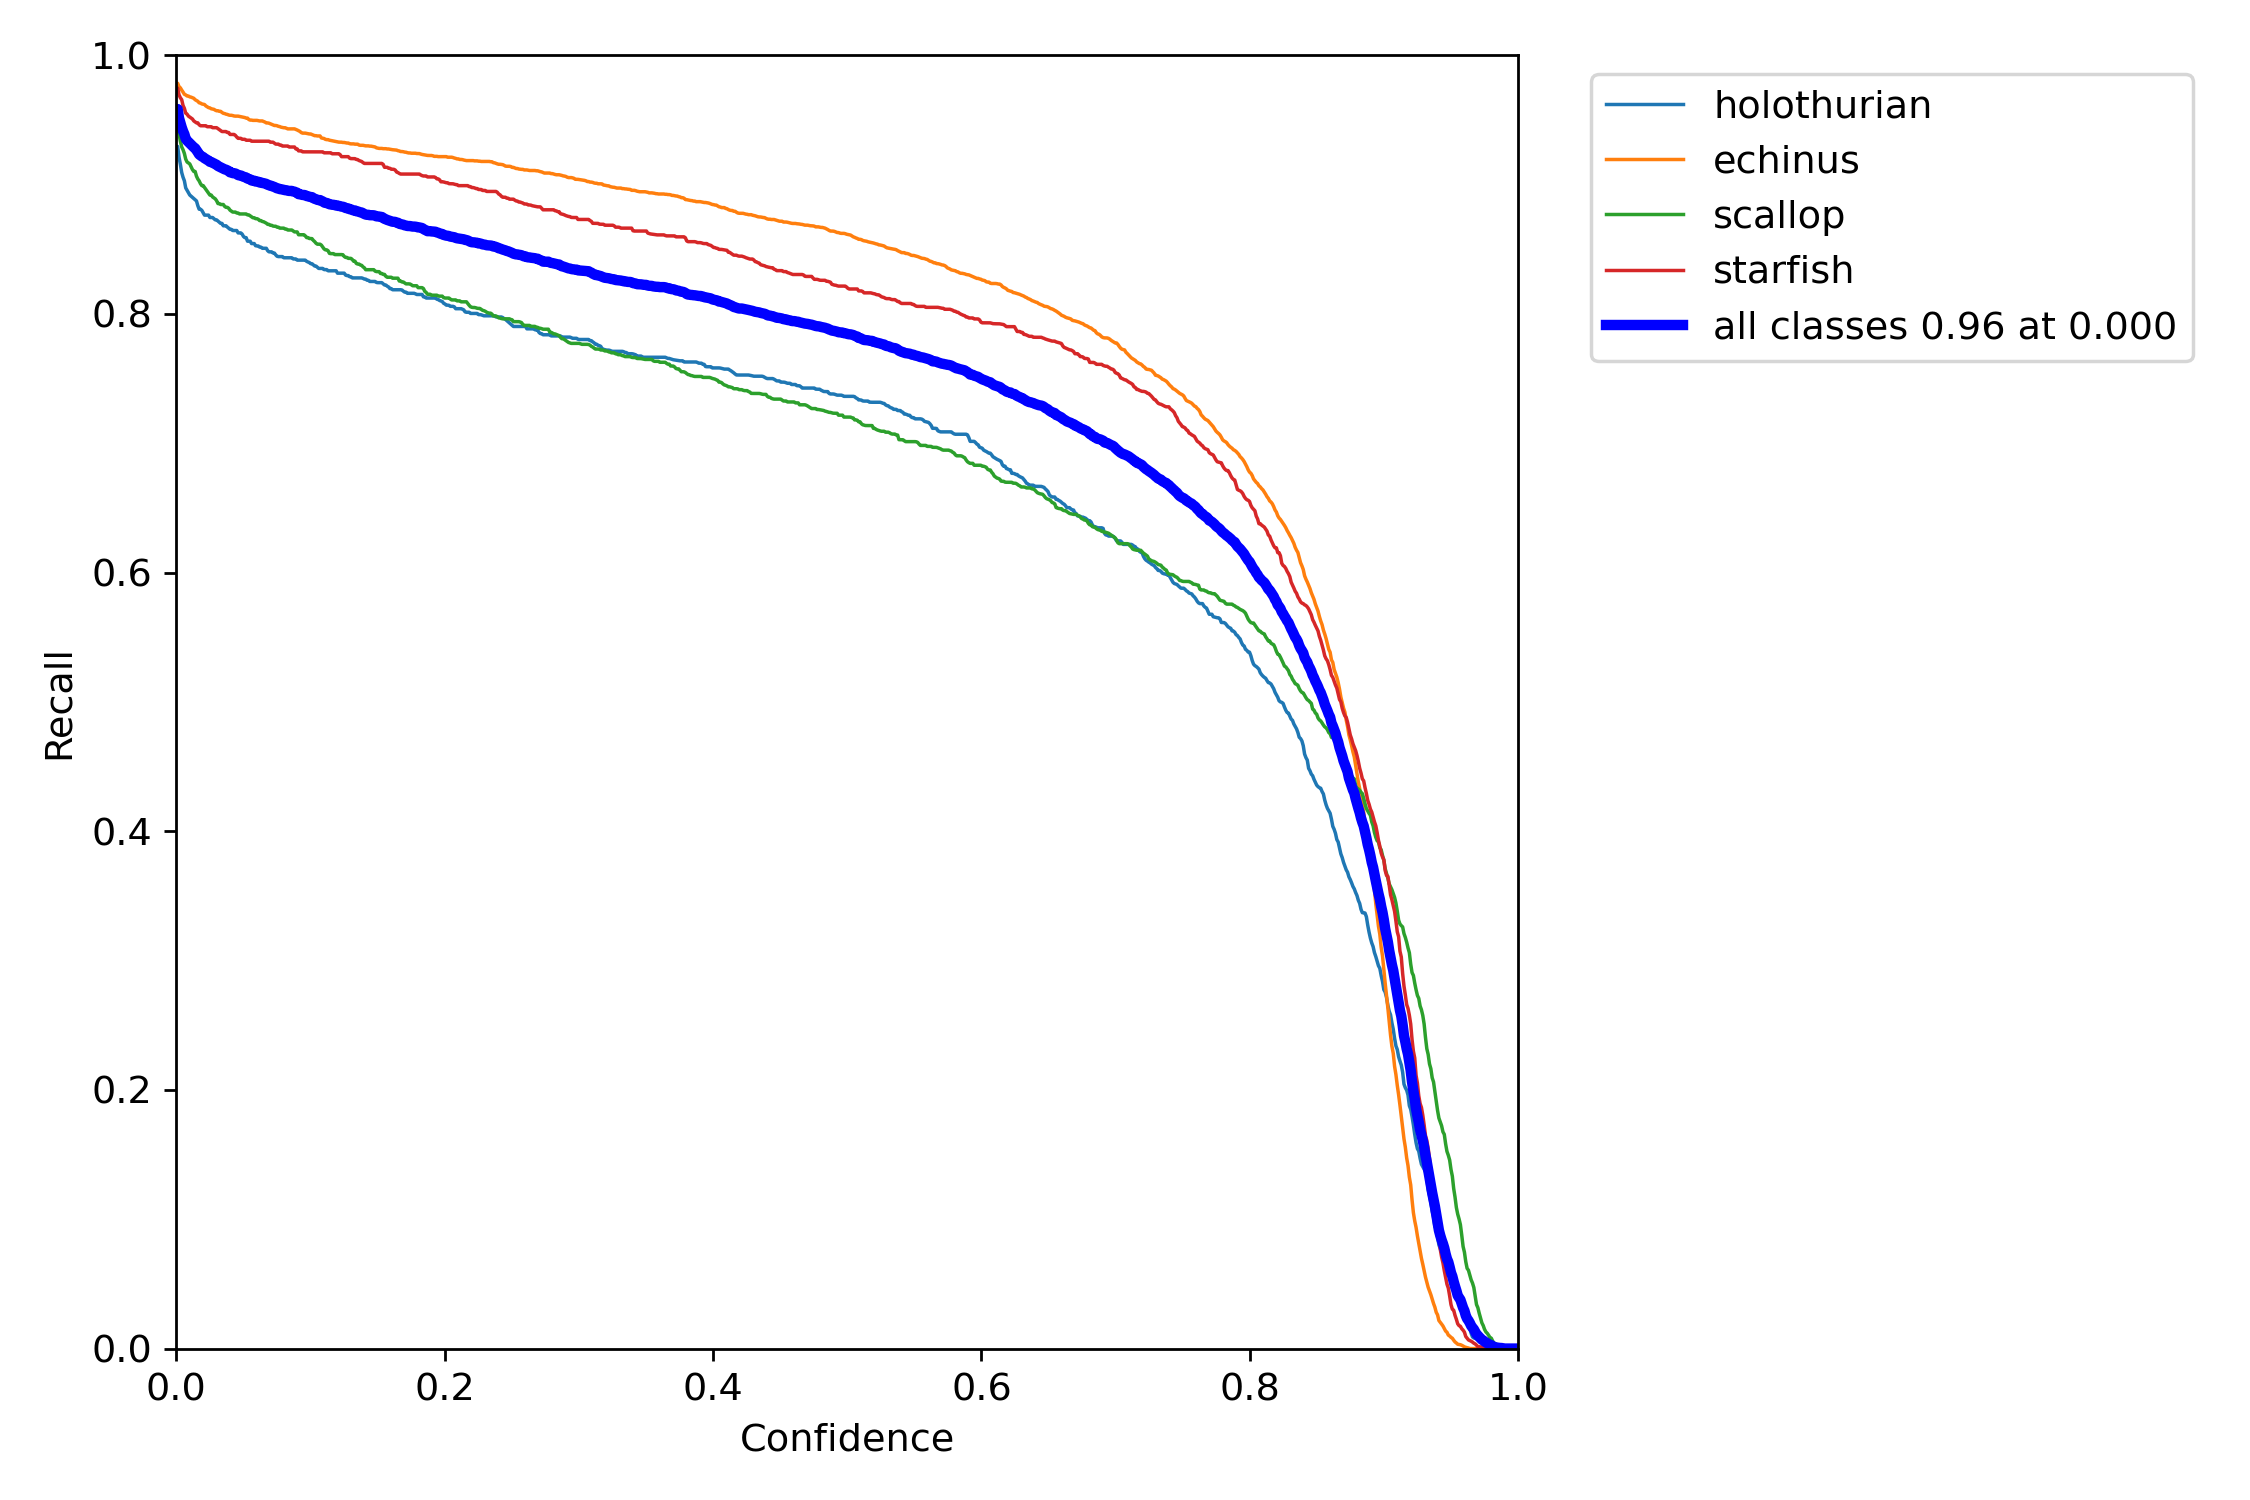 1.0
0.8
0.6
0.4
0.2
0.0
Recall
0.0 0.2 0.4 0.6 0.8 1.0
Confidence
holothurian
echinus
scallop
starfish
all classes 0.96 at 0.000